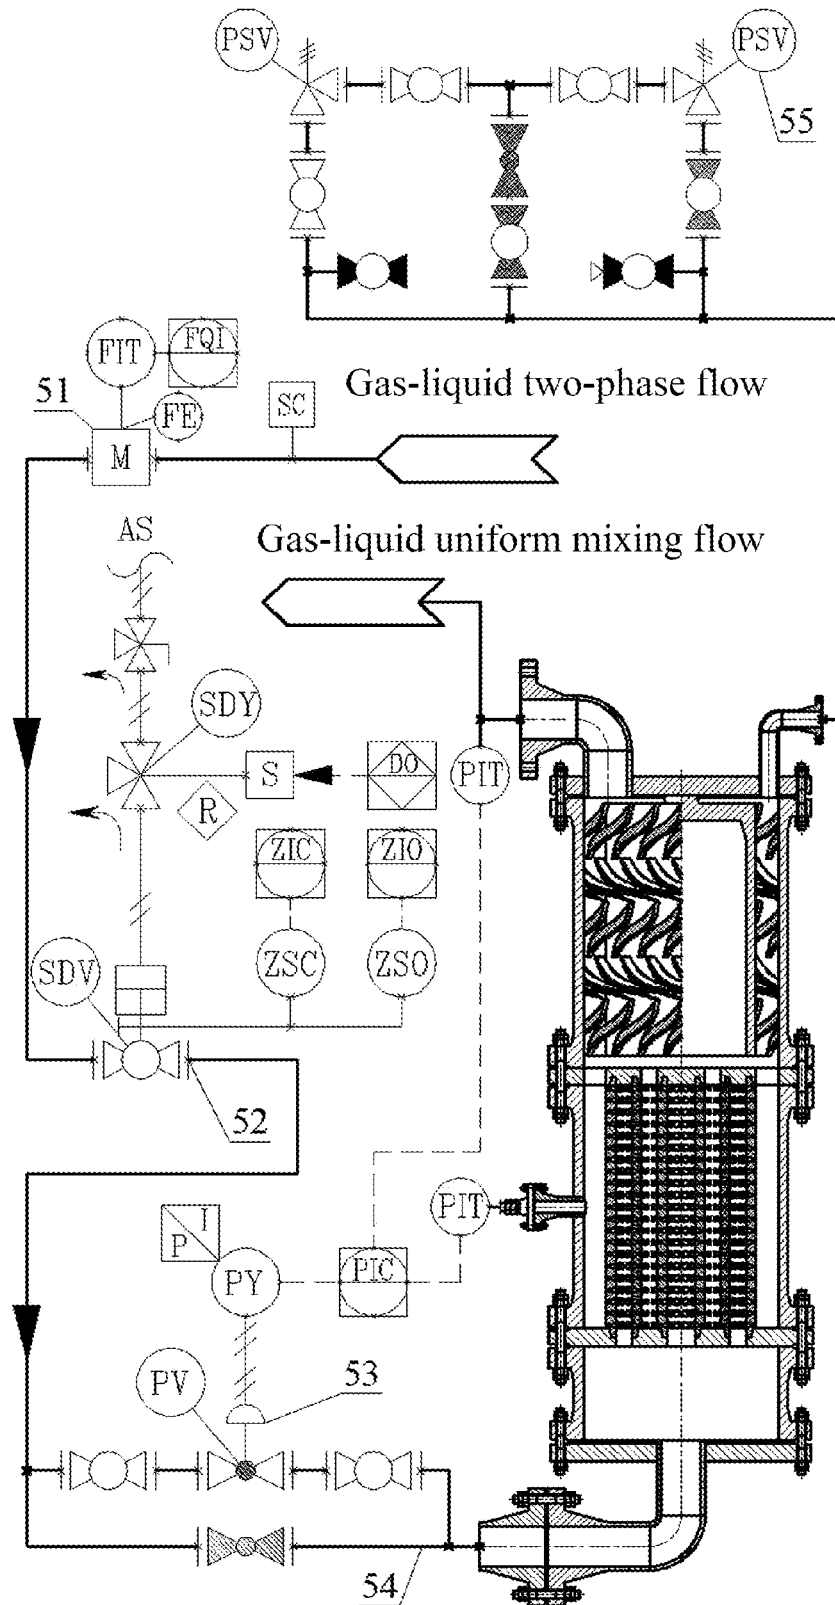 PSV
PSV
55
FIT
FQI
51
FE
SC
Gas-liquid two-phase flow
M
AS
Gas-liquid uniform mixing flow
SDY
DO
PIT
S
R
ZIC
ZIO
SDV
ZSC
ZSO
52
PIT
I
P
PY
PIC
PV
53
54